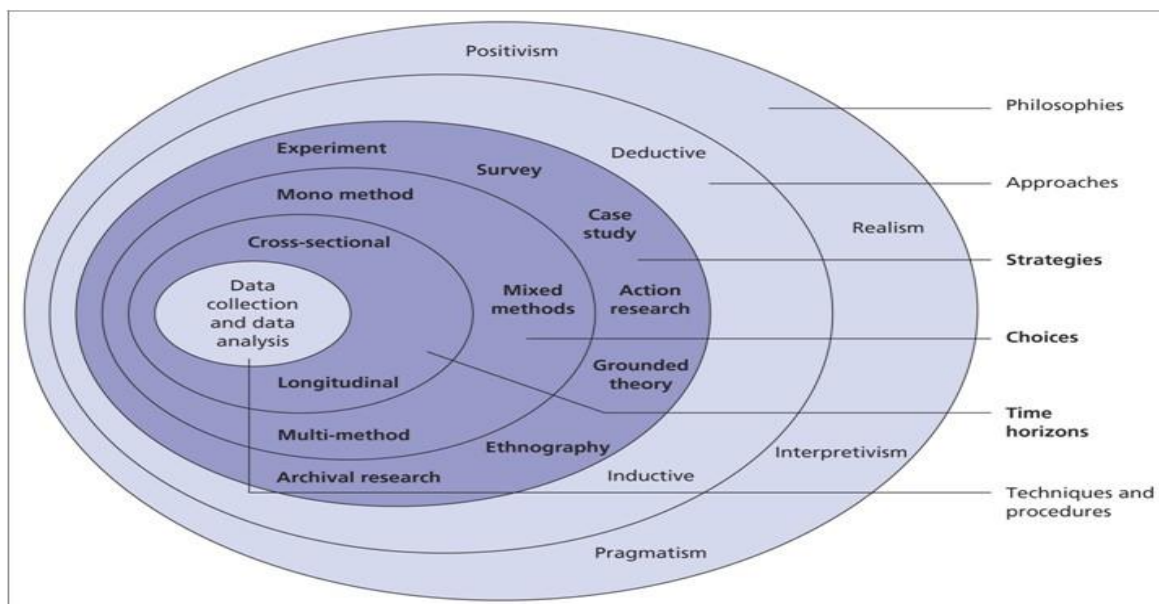 Positivism
Philosophies
Experiment
Survey
Deductive
Approaches
Mono method
Case
study
Realism
Cross-sectional
Strategies
Data
collection
and data
analysis
Mixed
methods
Action
research
Choices
Longitudinal
Grounded
theory
Time
horizons
Multi-method
Ethnography
Interpretivism
Archival research
Inductive
Techniques and
procedures
Pragmatism